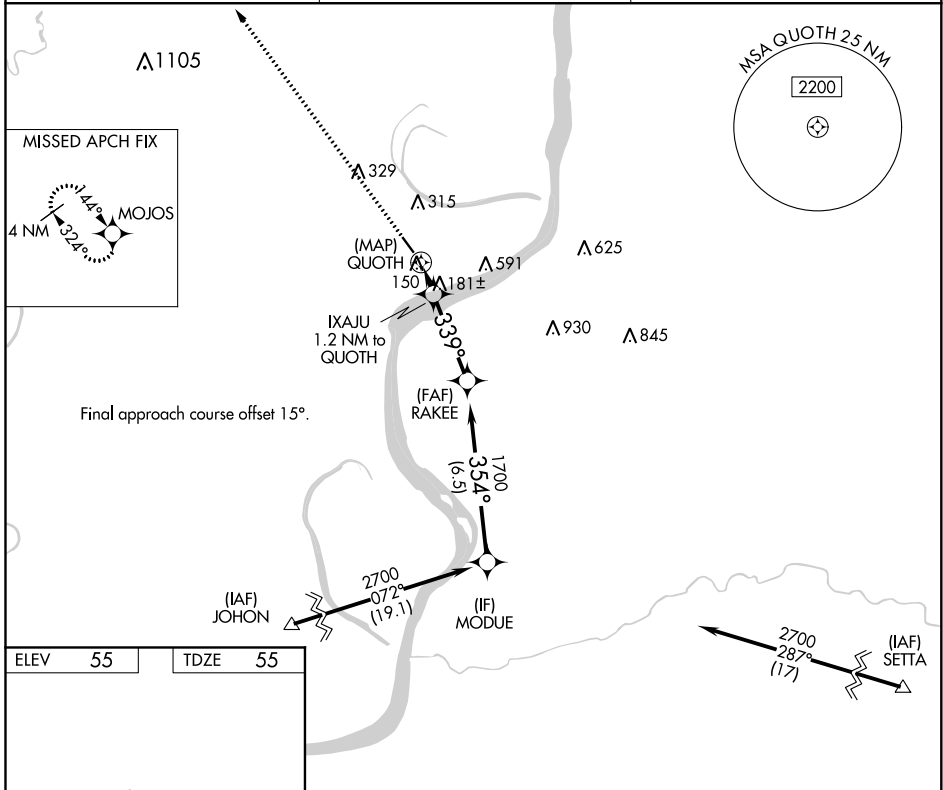 MSA QUOTH 25 NM
2200
1105
MISSED APCH FIX
144°
MOJOS
4 NM
324°
329
315
(MAP)
QUOTH
591
625
150
181±
IXAJU
1.2 NM to
QUOTH
339°
930
845
(FAF)
RAKEE
Final approach course offset 15°.
1700
354°
(6.5)
2700
072°
(19.1)
(IAF)
JOHON
(IF)
MODUE
2700
287°
(17)
(IAF)
SETTA
ELEV 55
TDZE 55